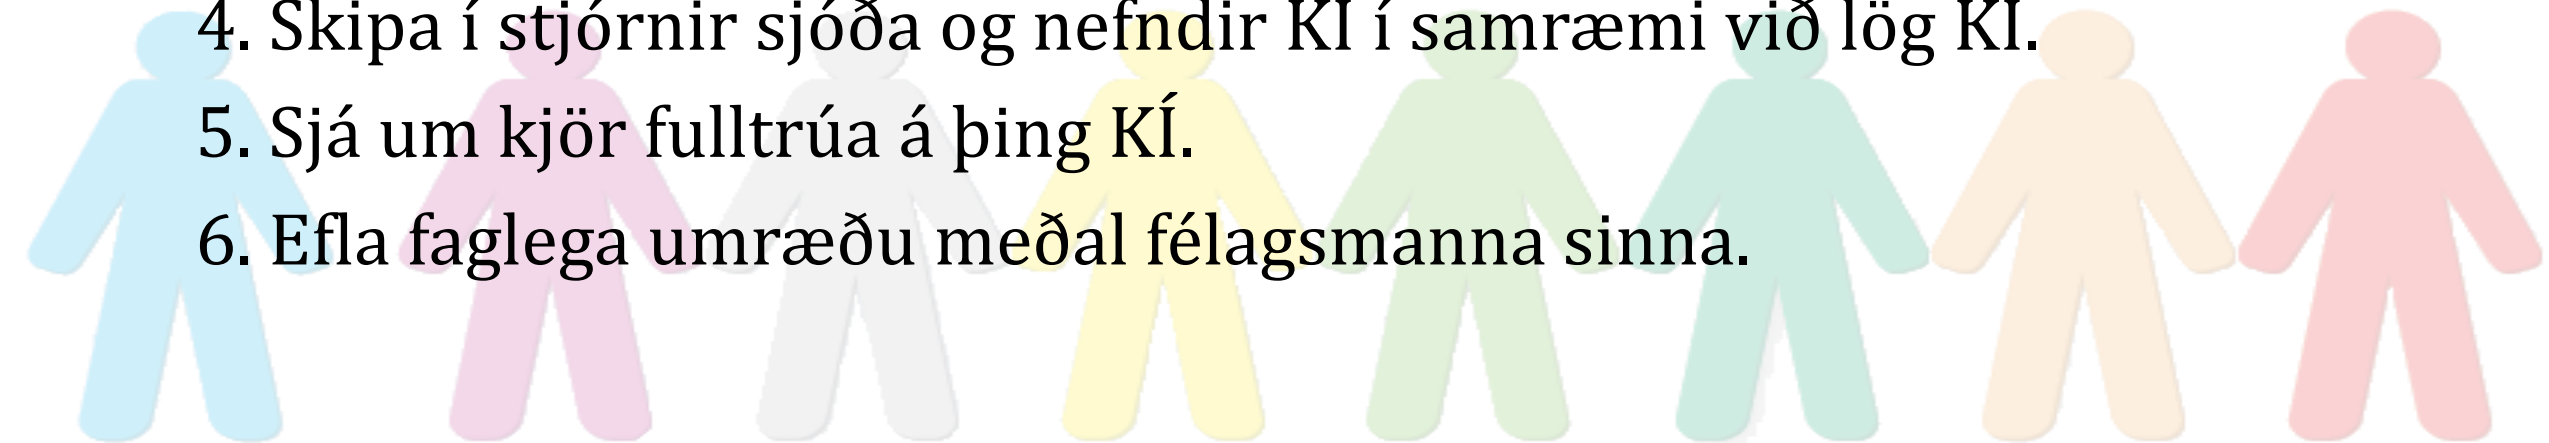 4. Skipa í stjórnir sjóða og nefndir KÍ í samræmi við lög KÍ.
5. Sjá um kjör fulltrúa á þing KÍ.
6. Efla faglega umræðu meðal félagsmanna sinna.